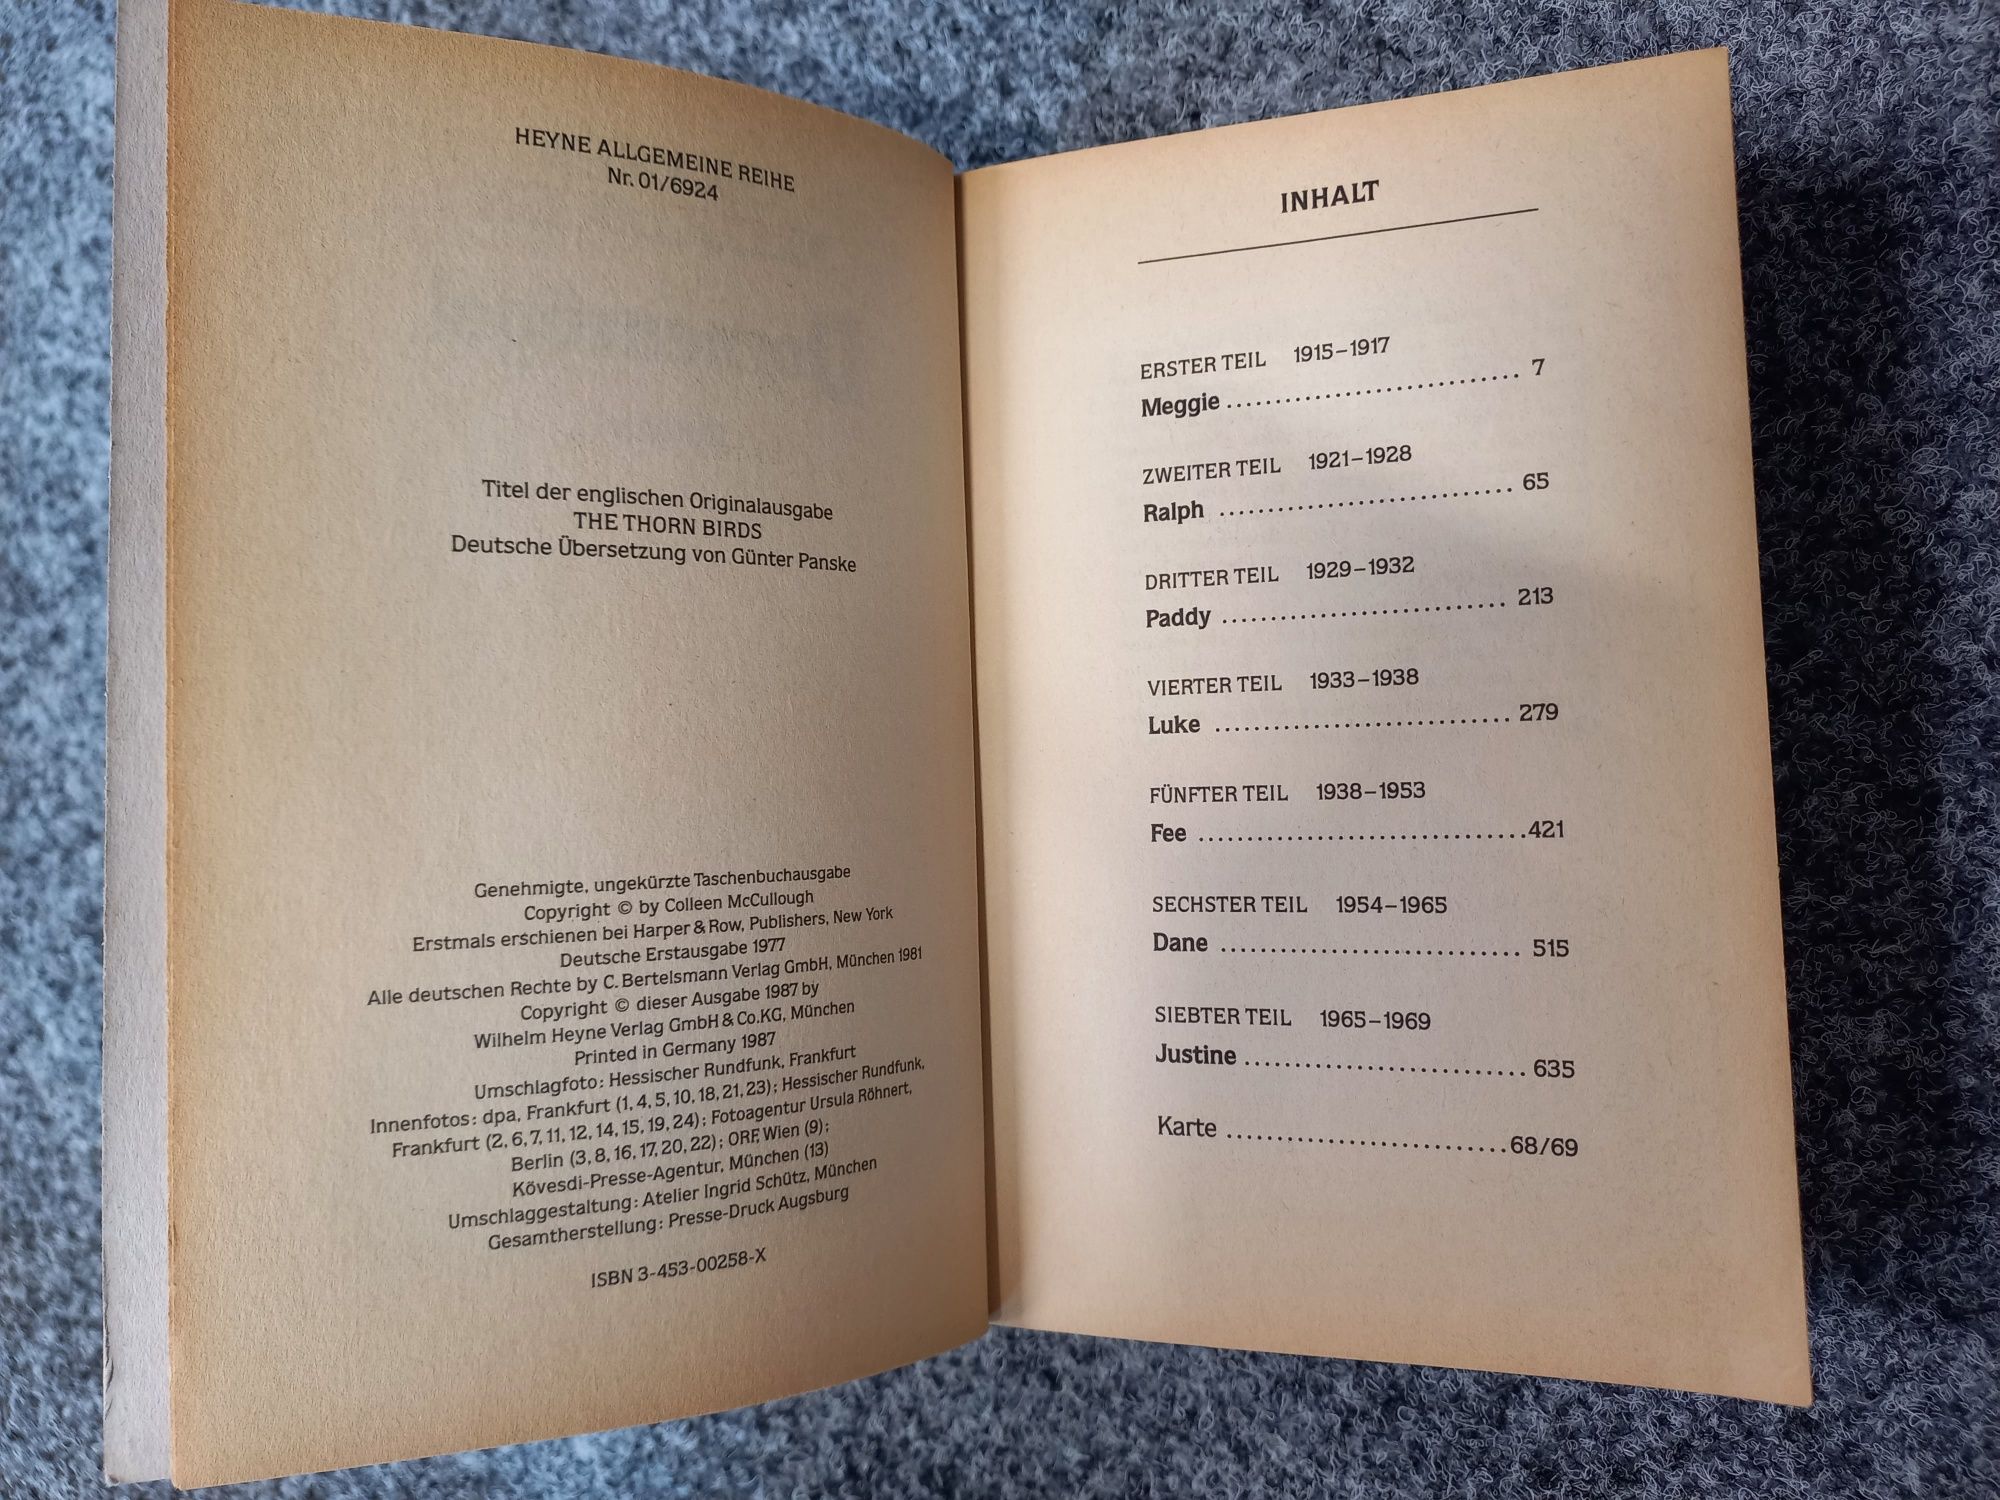 HEYNE ALLGEMEINE REIHE
Nr. 01/6924
Titel der englischen Originalausgabe
THE THORN BIRDS
Deutsche Übersetzung von Günter Panske
Genehmigte, ungekürzte Taschenbuchausgabe
Copyright © by Colleen McCullough
Erstmals erschienen bei Harper & Row, Publishers, New York
Deutsche Erstausgabe 1977
Alle deutschen Rechte by C. Bertelsmann Verlag GmbH, München 1981
Copyright © dieser Ausgabe 1987 by
Wilhelm Heyne Verlag GmbH & Co.KG, München
Printed in Germany 1987
Umschlagfoto: Hessischer Rundfunk, Frankfurt
Innenfotos: dpa, Frankfurt (1, 4, 5, 10, 18, 21, 23); Hessischer Rundfunk,
Frankfurt (2, 6, 7, 11, 12, 14, 15, 19, 24); Fotoagentur Ursula Röhnert,
Berlin (3, 8, 16, 17, 20, 22); ORF, Wien (9);
Kövesdi-Presse-Agentur, München (13)
Umschlaggestaltung: Atelier Ingrid Schütz, München
Gesamtherstellung: Presse-Druck Augsburg
ISBN 3-453-00258-X
INHALT
ERSTER TEIL 1915–1917
Meggie .............................. 7
ZWEITER TEIL 1921–1928
Ralph .............................. 65
DRITTER TEIL 1929–1932
Paddy ............................. 213
VIERTER TEIL 1933–1938
Luke .............................. 279
FÜNFTER TEIL 1938–1953
Fee ................................421
SECHSTER TEIL 1954–1965
Dane .............................. 515
SIEBTER TEIL 1965–1969
Justine ........................... 635
Karte ............................68/69